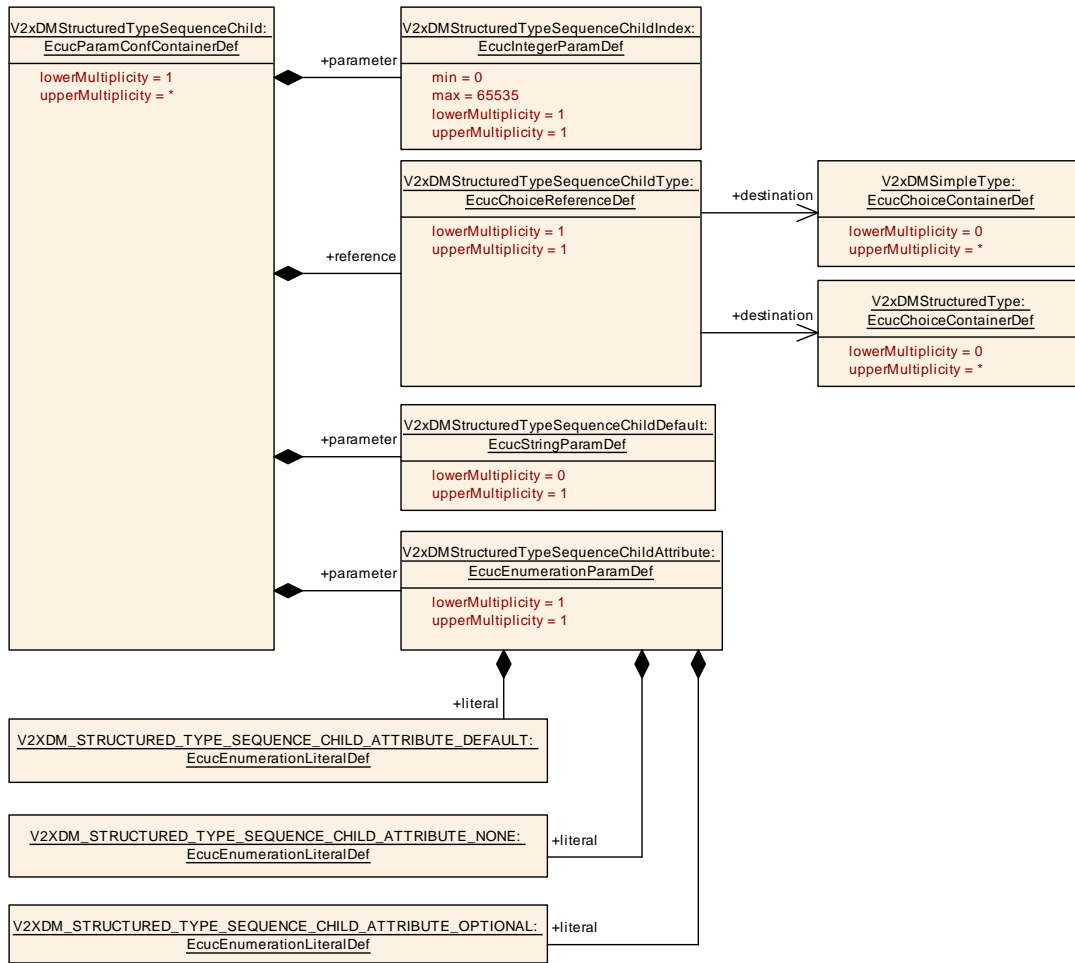 V2xDMStructuredTypeSequenceChild:
EcucParamConfContainerDef
lowerMultiplicity = 1
upperMultiplicity = *
+parameter
V2xDMStructuredTypeSequenceChildIndex:
EcucIntegerParamDef
min = 0
max = 65535
lowerMultiplicity = 1
upperMultiplicity = 1
+reference
V2xDMStructuredTypeSequenceChildType:
EcucChoiceReferenceDef
lowerMultiplicity = 1
upperMultiplicity = 1
+destination
V2xDMSimpleType:
EcucChoiceContainerDef
lowerMultiplicity = 0
upperMultiplicity = *
+destination
V2xDMStructuredType:
EcucChoiceContainerDef
lowerMultiplicity = 0
upperMultiplicity = *
+parameter
V2xDMStructuredTypeSequenceChildDefault:
EcucStringParamDef
lowerMultiplicity = 0
upperMultiplicity = 1
+parameter
V2xDMStructuredTypeSequenceChildAttribute:
EcucEnumerationParamDef
lowerMultiplicity = 1
upperMultiplicity = 1
+literal
V2XDM_STRUCTURED_TYPE_SEQUENCE_CHILD_ATTRIBUTE_DEFAULT:
EcucEnumerationLiteralDef
+literal
V2XDM_STRUCTURED_TYPE_SEQUENCE_CHILD_ATTRIBUTE_NONE:
EcucEnumerationLiteralDef
+literal
V2XDM_STRUCTURED_TYPE_SEQUENCE_CHILD_ATTRIBUTE_OPTIONAL:
EcucEnumerationLiteralDef